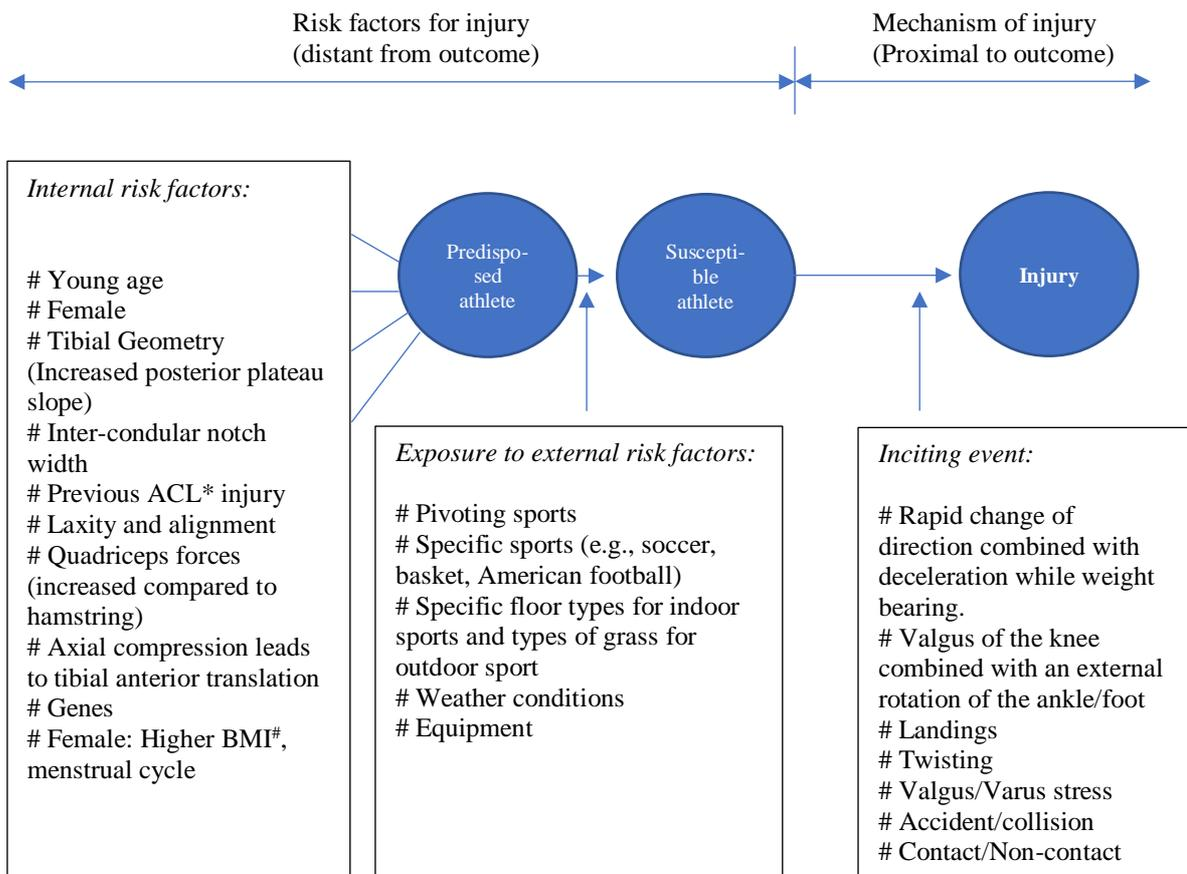 Risk factors for injury
(distant from outcome)
Mechanism of injury
(Proximal to outcome)
Internal risk factors:
# Young age
# Female
# Tibial Geometry
(Increased posterior plateau
slope)
# Inter-condular notch
width
# Previous ACL* injury
# Laxity and alignment
# Quadriceps forces
(increased compared to
hamstring)
# Axial compression leads
to tibial anterior translation
# Genes
# Female: Higher BMI#,
menstrual cycle
Predispo-
sed
athlete
Suscepti-
ble
athlete
Injury
Exposure to external risk factors:
# Pivoting sports
# Specific sports (e.g., soccer,
basket, American football)
# Specific floor types for indoor
sports and types of grass for
outdoor sport
# Weather conditions
# Equipment
Inciting event:
# Rapid change of
direction combined with
deceleration while weight
bearing.
# Valgus of the knee
combined with an external
rotation of the ankle/foot
# Landings
# Twisting
# Valgus/Varus stress
# Accident/collision
# Contact/Non-contact